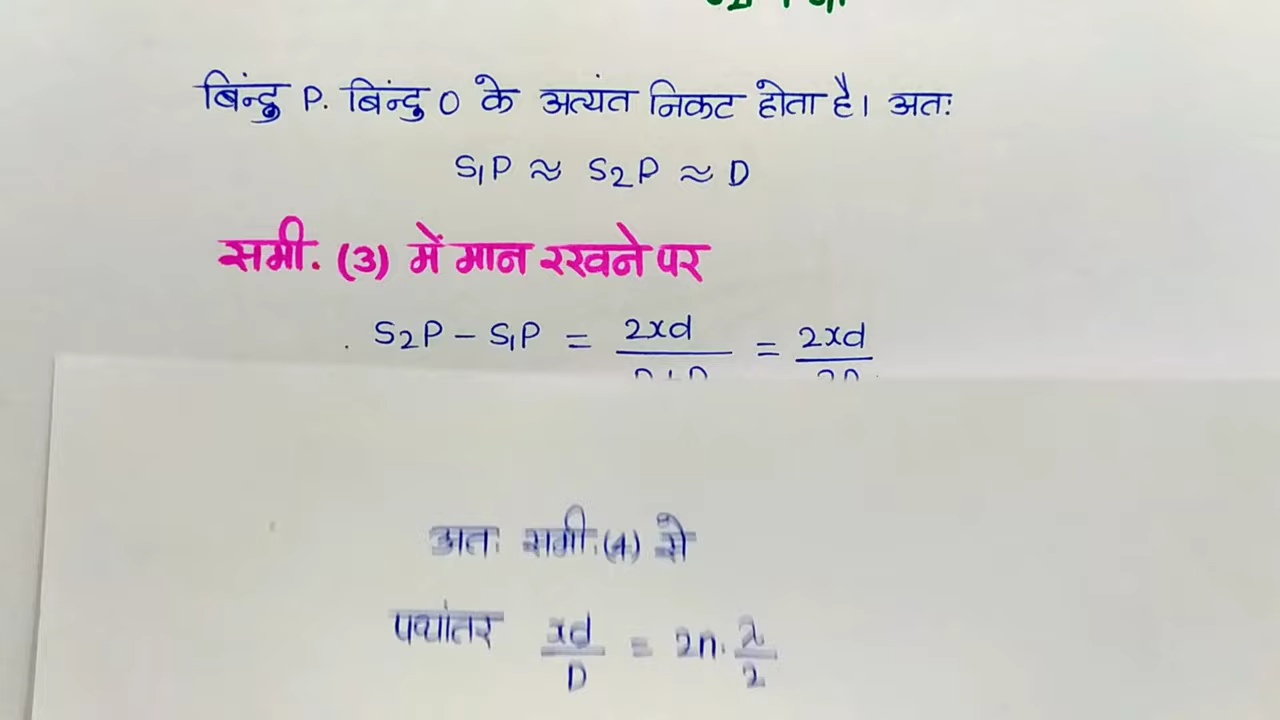 बिंन्दु P. बिंन्दु O के अत्यंत निकट होता है। अतः
S₁P ≈ S₂P ≈ D
समी. (3) में मान रखने पर
S₂P – S₁P = 2xd / D+D = 2xd / 2D
अतः समी.(4) से
पथांतर xd/D = 2n. λ/2